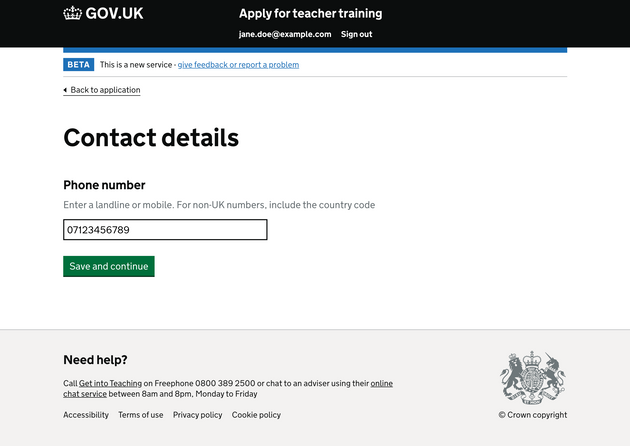 GOV.UK
Apply for teacher training
jane.doe@example.com Sign out
BETA This is a new service - give feedback or report a problem
Back to application
Contact details
Phone number
Enter a landline or mobile. For non-UK numbers, include the country code
07123456789
Save and continue
Need help?
Call Get into Teaching on Freephone 0800 389 2500 or chat to an adviser using their online
chat service between 8am and 8pm, Monday to Friday
Accessibility Terms of use Privacy policy Cookie policy
© Crown copyright